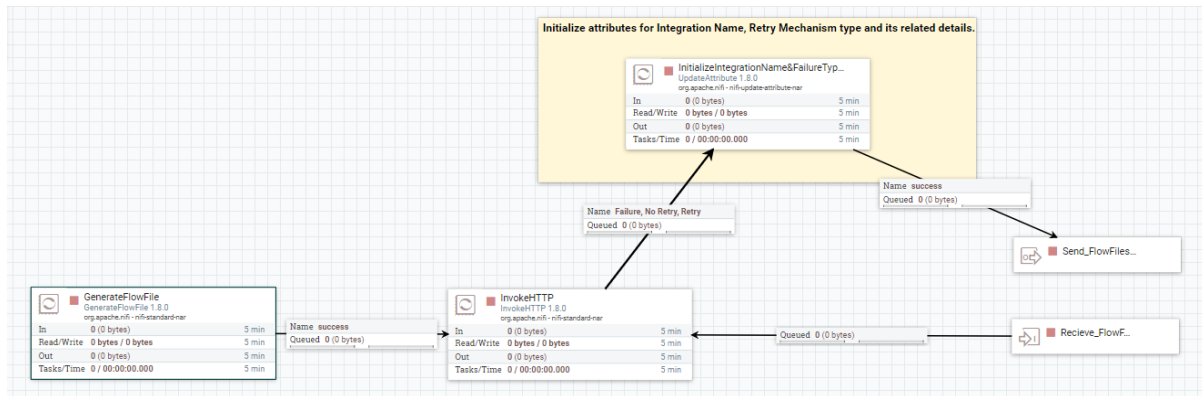 Initialize attributes for Integration Name, Retry Mechanism type and its related details.
InitializeIntegrationName&FailureTyp...
UpdateAttribute 1.8.0
org.apache.nifi - nifi-update-attribute-nar
In 0 (0 bytes) 5 min
Read/Write 0 bytes / 0 bytes 5 min
Out 0 (0 bytes) 5 min
Tasks/Time 0 / 00:00:00.000 5 min
Name success
Queued 0 (0 bytes)
Name Failure, No Retry, Retry
Queued 0 (0 bytes)
Send_FlowFiles...
GenerateFlowFile
GenerateFlowFile 1.8.0
org.apache.nifi - nifi-standard-nar
In 0 (0 bytes) 5 min
Read/Write 0 bytes / 0 bytes 5 min
Out 0 (0 bytes) 5 min
Tasks/Time 0 / 00:00:00.000 5 min
Name success
Queued 0 (0 bytes)
InvokeHTTP
InvokeHTTP 1.8.0
org.apache.nifi - nifi-standard-nar
In 0 (0 bytes) 5 min
Read/Write 0 bytes / 0 bytes 5 min
Out 0 (0 bytes) 5 min
Tasks/Time 0 / 00:00:00.000 5 min
Queued 0 (0 bytes)
Recieve_FlowF...